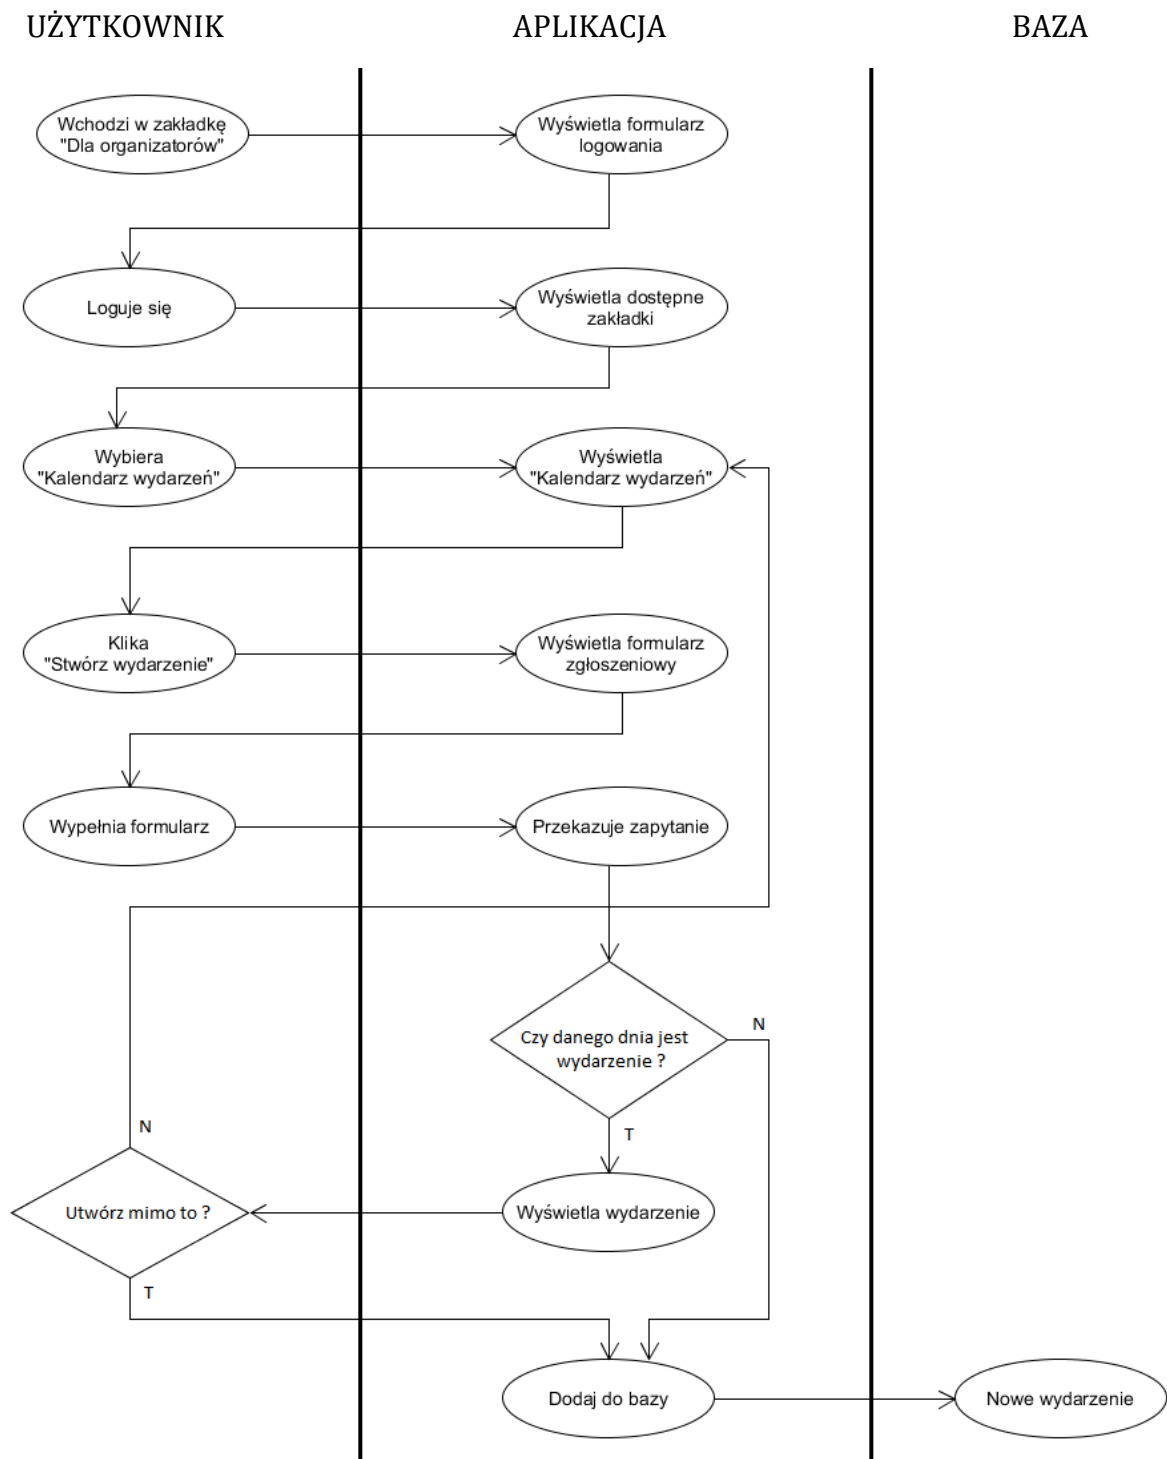 UŻYTKOWNIK
APLIKACJA
BAZA
Wchodzi w zakładkę
"Dla organizatorów"
Wyświetla formularz
logowania
Loguje się
Wyświetla dostępne
zakładki
Wybiera
"Kalendarz wydarzeń"
Wyświetla
"Kalendarz wydarzeń"
Klika
"Stwórz wydarzenie"
Wyświetla formularz
zgłoszeniowy
Wypełnia formularz
Przekazuje zapytanie
Czy danego dnia jest
wydarzenie ?
N
T
N
Utwórz mimo to ?
Wyświetla wydarzenie
T
Dodaj do bazy
Nowe wydarzenie